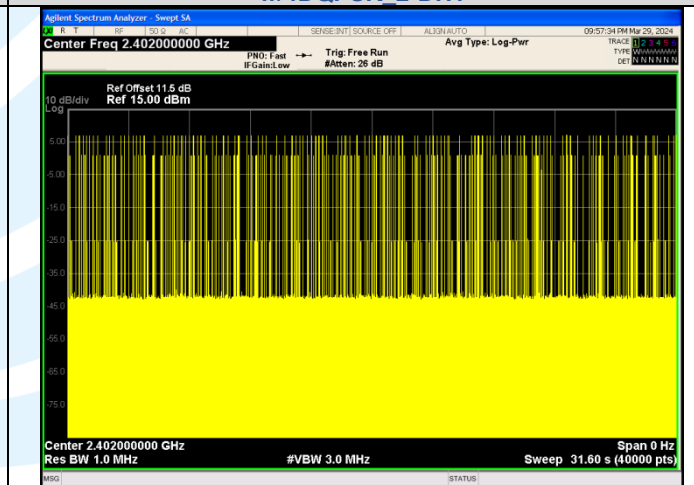 Agilent Spectrum Analyzer - Swept SA
R T RF 50 Ω AC SENSE:INT SOURCE OFF ALIGN AUTO 09:57:34 PM Mar 29, 2024
Center Freq 2.402000000 GHz
PNO: Fast
IFGain:Low
Trig: Free Run
#Atten: 26 dB
Avg Type: Log-Pwr
TRACE 1 2 3 4 5 6
TYPE WWWWWW
DET N N N N N N
Ref Offset 11.5 dB
10 dB/div Ref 15.00 dBm
Log
5.00
-5.00
-15.0
-25.0
-35.0
-45.0
-55.0
-65.0
-75.0
Center 2.402000000 GHz Span 0 Hz
Res BW 1.0 MHz #VBW 3.0 MHz Sweep 31.60 s (40000 pts)
MSG STATUS